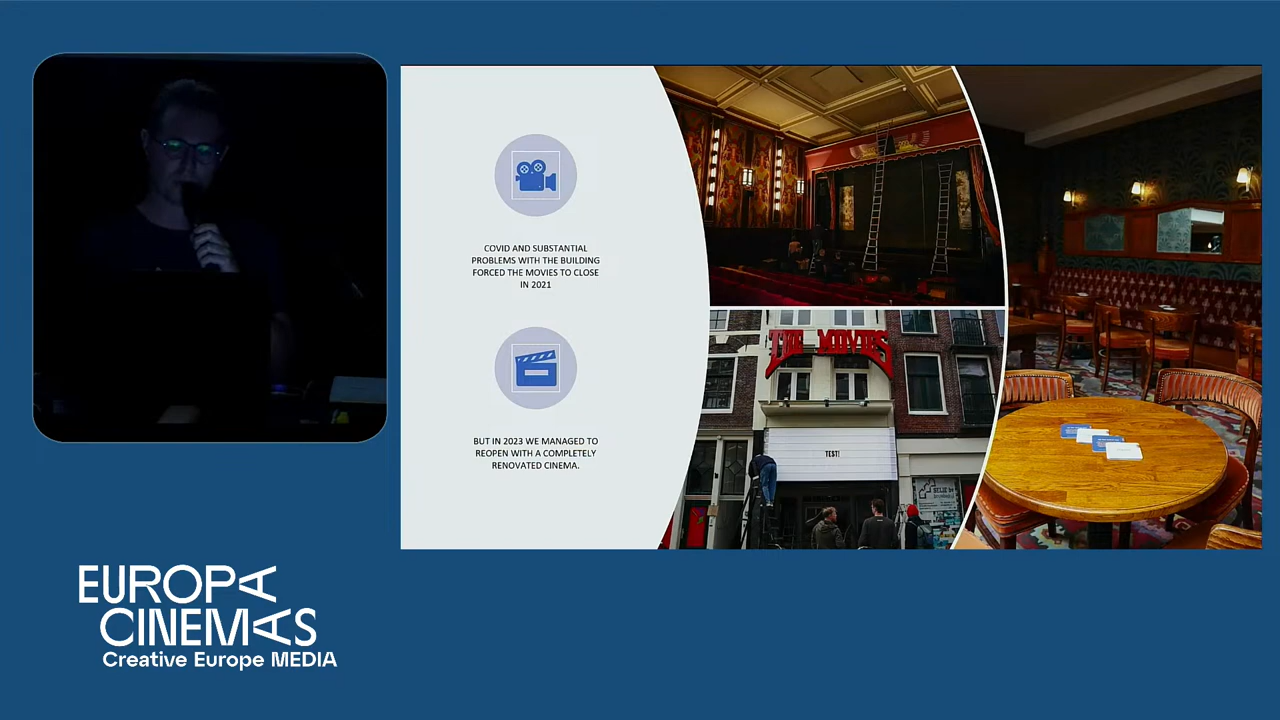 COVID AND SUBSTANTIAL
PROBLEMS WITH THE BUILDING
FORCED THE MOVIES TO CLOSE
IN 2021
BUT IN 2023 WE MANAGED TO
REOPEN WITH A COMPLETELY
RENOVATED CINEMA.
THE MOVIES
TEST!
EUROPA
CINEMAS
Creative Europe MEDIA